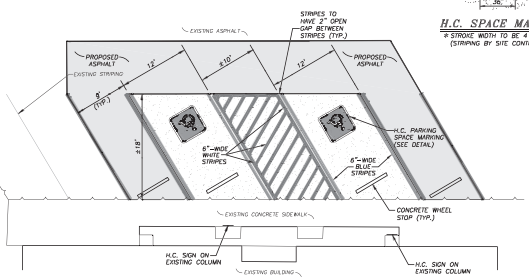 36"
H.C. SPACE MA
* STROKE WIDTH TO BE 4
(STRIPING BY SITE CONT
STRIPES TO
HAVE 2" OPEN
GAP BETWEEN
STRIPES (TYP.)
EXISTING ASPHALT
PROPOSED
ASPHALT
12'
±10'
12'
PROPOSED
ASPHALT
EXISTING STRIPING
9'
(TYP.)
±18'
6"-WIDE
WHITE
STRIPES
H.C. PARKING
SPACE MARKING
(SEE DETAIL)
6"-WIDE
BLUE
STRIPES
CONCRETE WHEEL
STOP (TYP.)
EXISTING CONCRETE SIDEWALK
H.C. SIGN ON
EXISTING COLUMN
H.C. SIGN ON
EXISTING COLUMN
EXISTING BUILDING